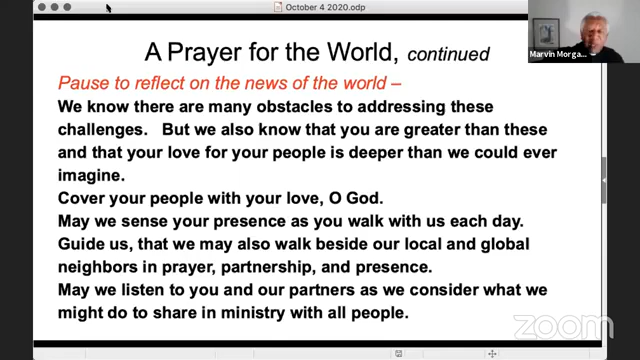 October 4 2020.odp
A Prayer for the World, continued
Marvin Morga...
Pause to reflect on the news of the world –
We know there are many obstacles to addressing these
challenges. But we also know that you are greater than these
and that your love for your people is deeper than we could ever
imagine.
Cover your people with your love, O God.
May we sense your presence as you walk with us each day.
Guide us, that we may also walk beside our local and global
neighbors in prayer, partnership, and presence.
May we listen to you and our partners as we consider what we
might do to share in ministry with all people.
zoom